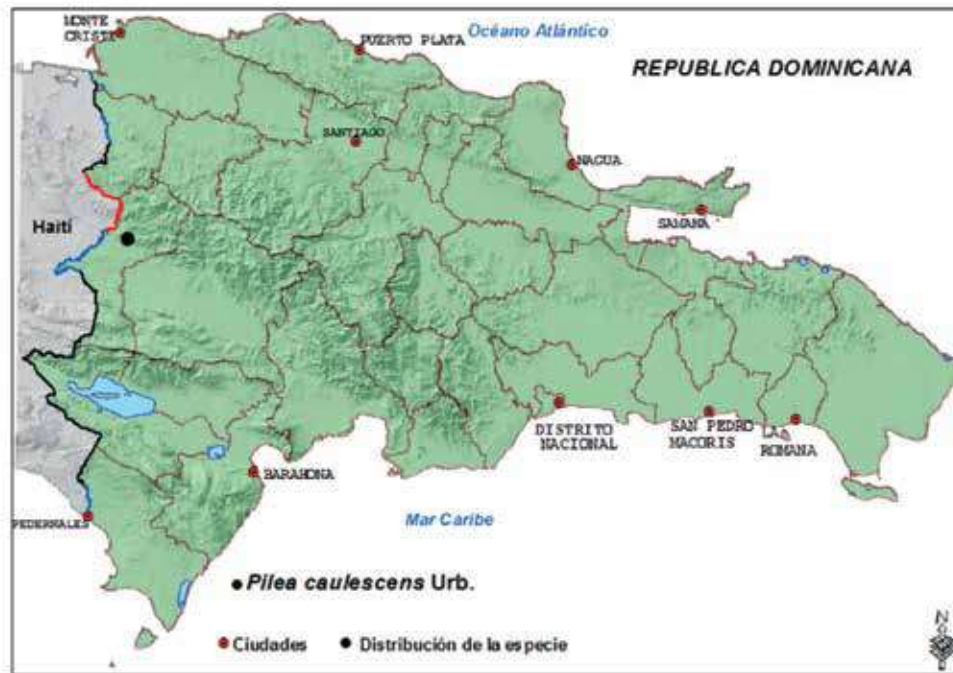 MONTE
CRISTI
PUERTO PLATA
Océano Atlántico
REPUBLICA DOMINICANA
SANTIAGO
NAGUA
SAMANA
Haití
DISTRITO
NACIONAL
SAN PEDRO
MACORIS
LA
ROMANA
BARAHONA
PEDERNALES
Mar Caribe
Pilea caulescens Urb.
Ciudades
Distribución de la especie
N